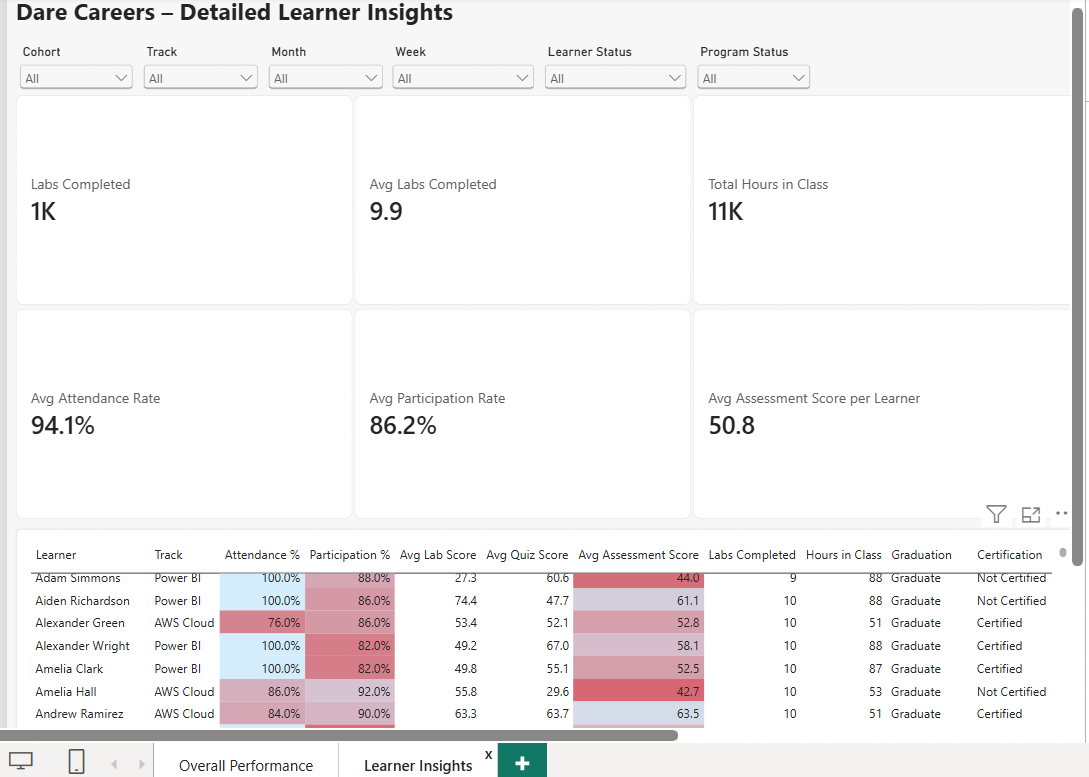 Dare Careers – Detailed Learner Insights
Cohort Track Month Week Learner Status Program Status
All All All All All All
Labs Completed Avg Labs Completed Total Hours in Class
1K 9.9 11K
Avg Attendance Rate Avg Participation Rate Avg Assessment Score per Learner
94.1% 86.2% 50.8
Learner Track Attendance % Participation % Avg Lab Score Avg Quiz Score Avg Assessment Score Labs Completed Hours in Class Graduation Certification
Adam Simmons Power BI 100.0% 88.0% 27.3 60.6 44.0 9 88 Graduate Not Certified
Aiden Richardson Power BI 100.0% 86.0% 74.4 47.7 61.1 10 88 Graduate Not Certified
Alexander Green AWS Cloud 76.0% 86.0% 53.4 52.1 52.8 10 51 Graduate Certified
Alexander Wright Power BI 100.0% 82.0% 49.2 67.0 58.1 10 88 Graduate Certified
Amelia Clark Power BI 100.0% 82.0% 49.8 55.1 52.5 10 87 Graduate Certified
Amelia Hall AWS Cloud 86.0% 92.0% 55.8 29.6 42.7 10 53 Graduate Not Certified
Andrew Ramirez AWS Cloud 84.0% 90.0% 63.3 63.7 63.5 10 51 Graduate Certified
Overall Performance Learner Insights x